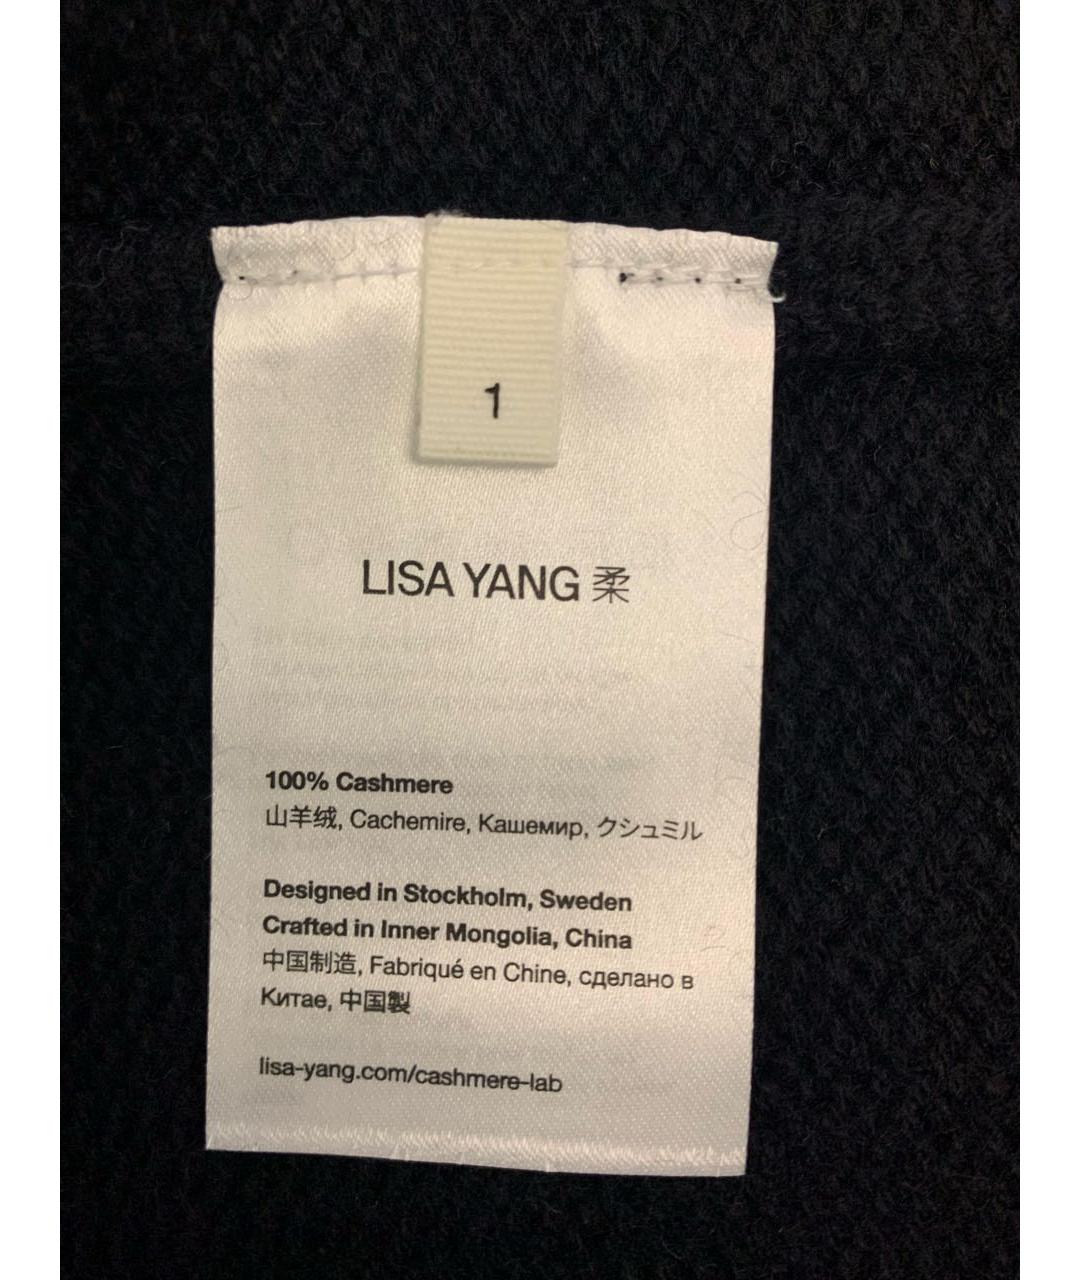 1
LISA YANG 柔
100% Cashmere
山羊绒, Cachemire, Кашемир, クシュミル
Designed in Stockholm, Sweden
Crafted in Inner Mongolia, China
中国制造, Fabriqué en Chine, сделано в
Китае, 中国製
lisa-yang.com/cashmere-lab